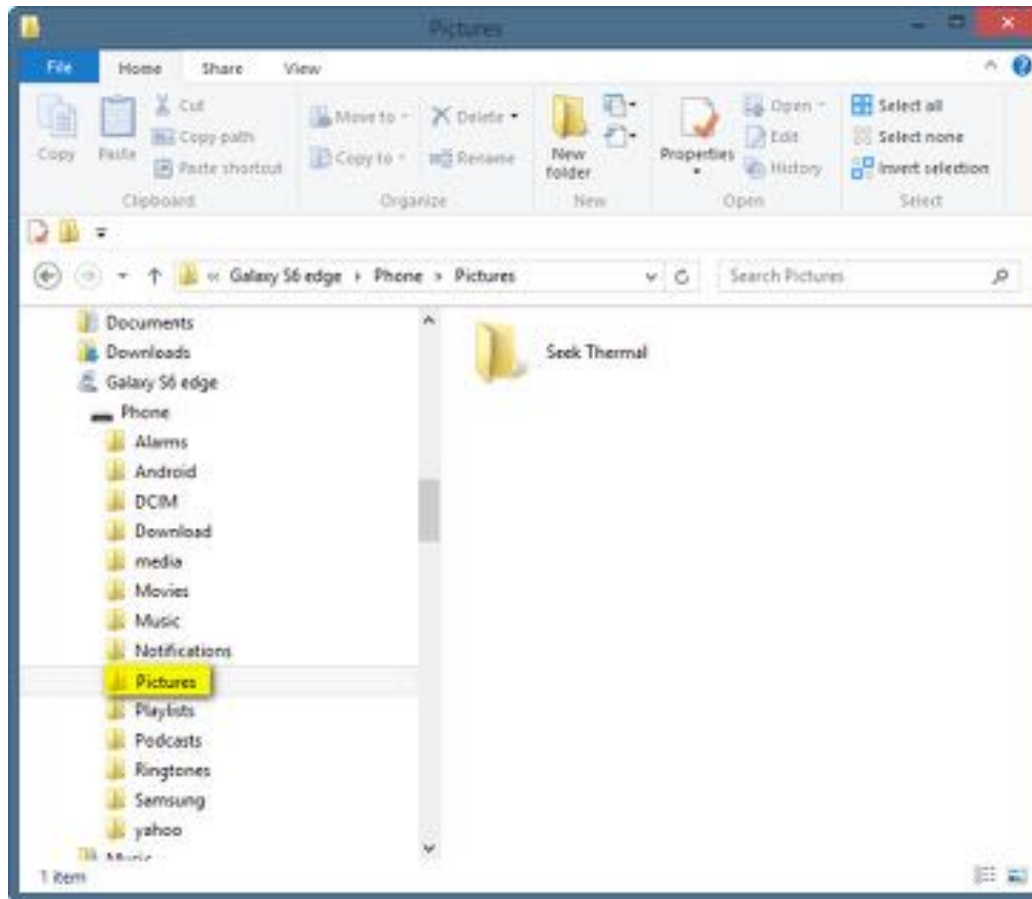 Pictures
File Home Share View
Copy Paste Cut Copy path Paste shortcut
Move to Copy to Delete Rename
New folder
Properties Open Edit History
Select all Select none Invert selection
Clipboard Organize New Open Select
« Galaxy S6 edge Phone Pictures Search Pictures
Documents
Downloads
Galaxy S6 edge
Phone
Alarms
Android
DCIM
Download
media
Movies
Music
Notifications
Pictures
Playlists
Podcasts
Ringtones
Samsung
yahoo
Music
Seek Thermal
1 item